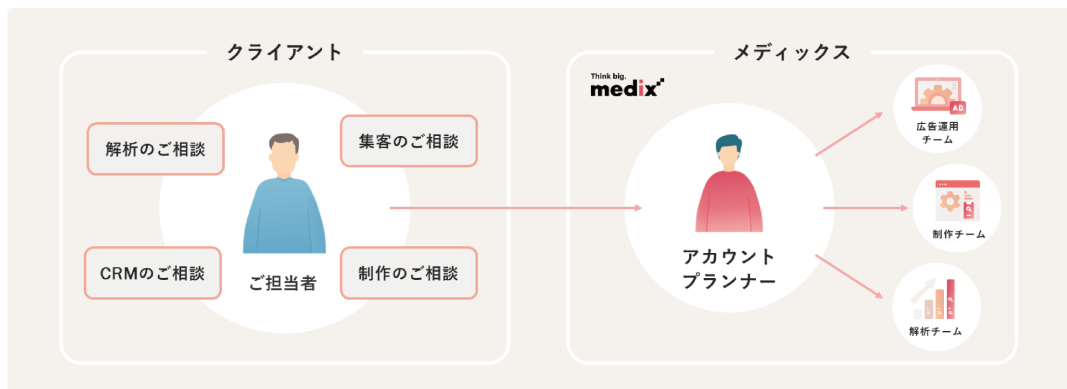 クライアント
解析のご相談
集客のご相談
CRMのご相談
制作のご相談
ご担当者
メディックス
Think big.
medix
アカウント
プランナー
AD
広告運用
チーム
制作チーム
解析チーム